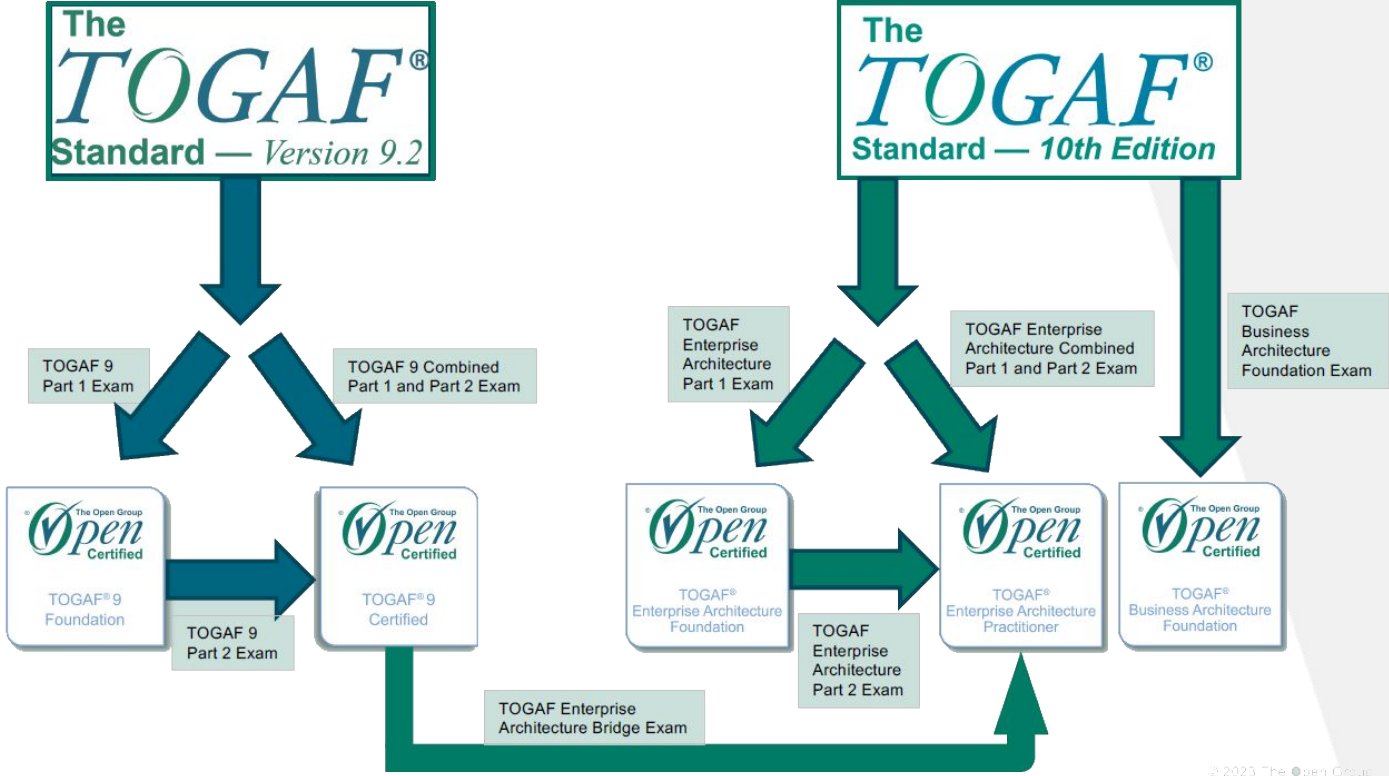 The
TOGAF®
Standard — Version 9.2
The
TOGAF®
Standard — 10th Edition
TOGAF 9
Part 1 Exam
TOGAF 9 Combined
Part 1 and Part 2 Exam
TOGAF
Enterprise
Architecture
Part 1 Exam
TOGAF Enterprise
Architecture Combined
Part 1 and Part 2 Exam
TOGAF
Business
Architecture
Foundation Exam
The Open Group
® Open
Certified
TOGAF® 9
Foundation
The Open Group
® Open
Certified
TOGAF® 9
Certified
The Open Group
® Open
Certified
TOGAF®
Enterprise Architecture
Foundation
The Open Group
® Open
Certified
TOGAF®
Enterprise Architecture
Practitioner
The Open Group
® Open
Certified
TOGAF®
Business Architecture
Foundation
TOGAF 9
Part 2 Exam
TOGAF
Enterprise
Architecture
Part 2 Exam
TOGAF Enterprise
Architecture Bridge Exam
© 2023 The Open Group